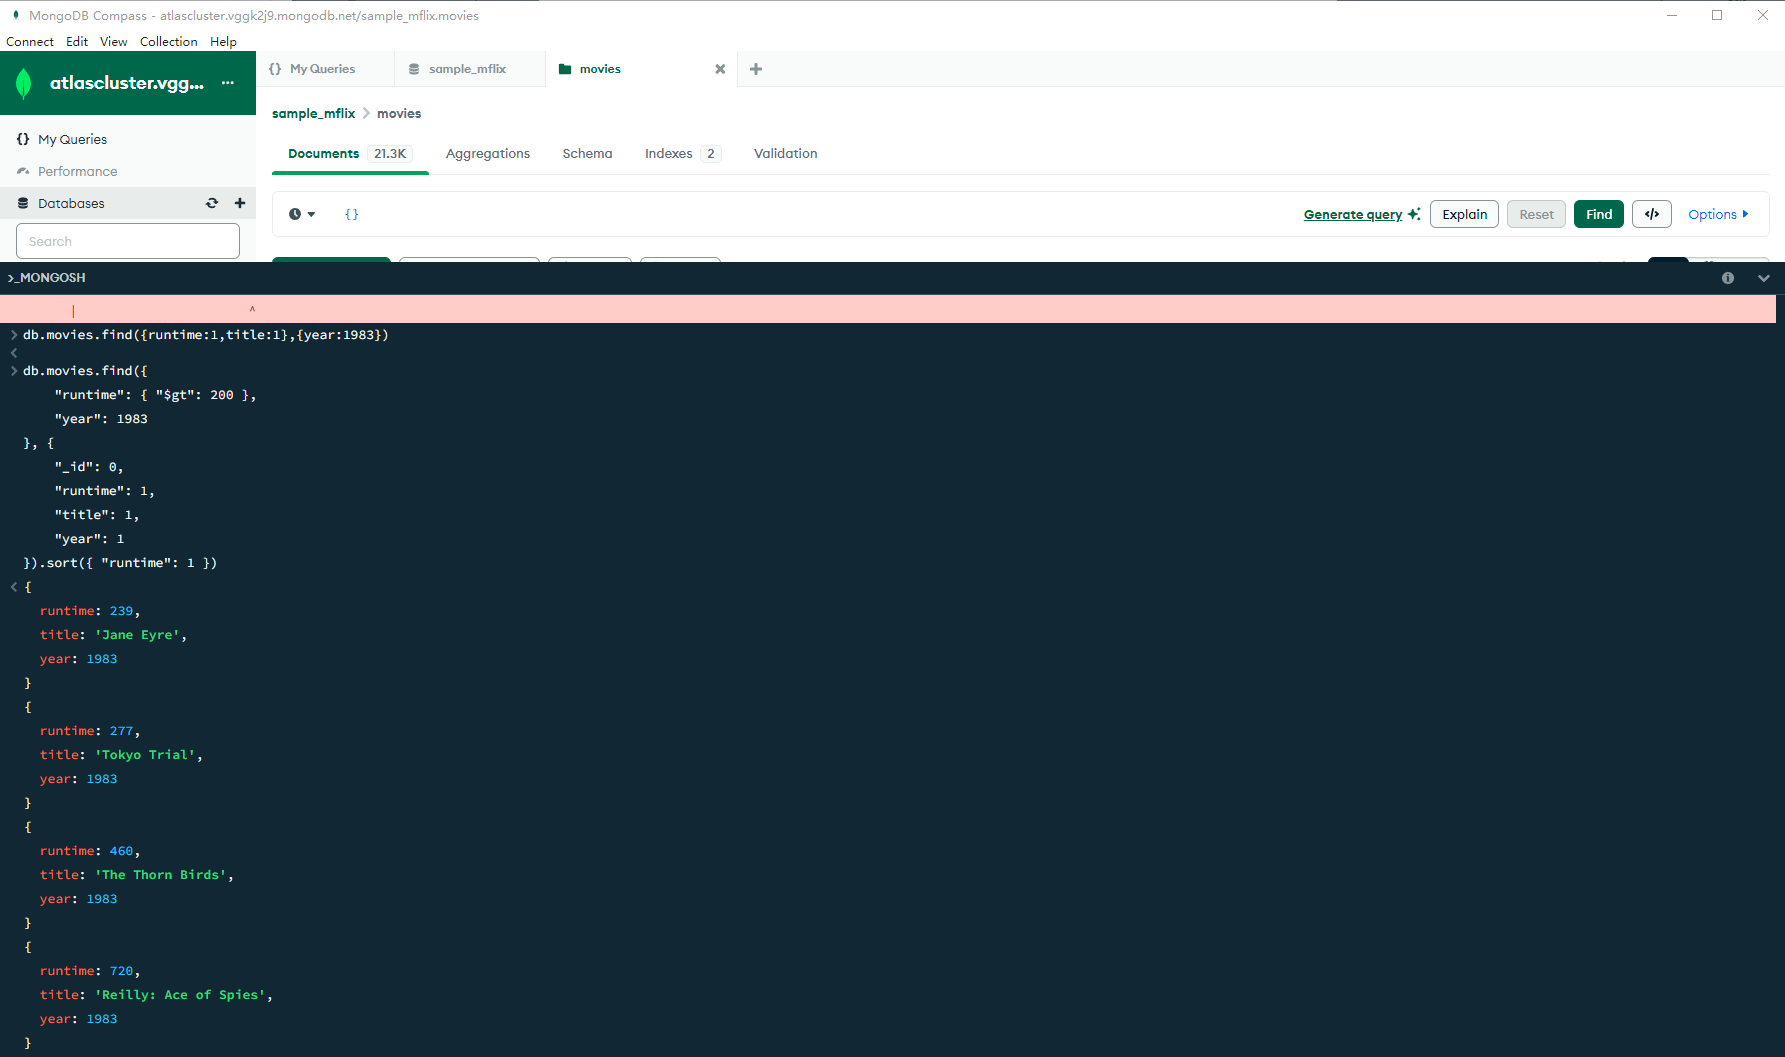 MongoDB Compass - atlascluster.vggk2j9.mongodb.net/sample_mflix.movies
Connect Edit View Collection Help
atlascluster.vgg... ...
{} My Queries
sample_mflix
movies
sample_mflix > movies
My Queries
Performance
Databases
Search
Documents 21.3K Aggregations Schema Indexes 2 Validation
{} Generate query Explain Reset Find </> Options
>_MONGOSH
| ^
> db.movies.find({runtime:1,title:1},{year:1983})
<
> db.movies.find({
"runtime": { "$gt": 200 },
"year": 1983
}, {
"_id": 0,
"runtime": 1,
"title": 1,
"year": 1
}).sort({ "runtime": 1 })
< {
runtime: 239,
title: 'Jane Eyre',
year: 1983
}
{
runtime: 277,
title: 'Tokyo Trial',
year: 1983
}
{
runtime: 460,
title: 'The Thorn Birds',
year: 1983
}
{
runtime: 720,
title: 'Reilly: Ace of Spies',
year: 1983
}